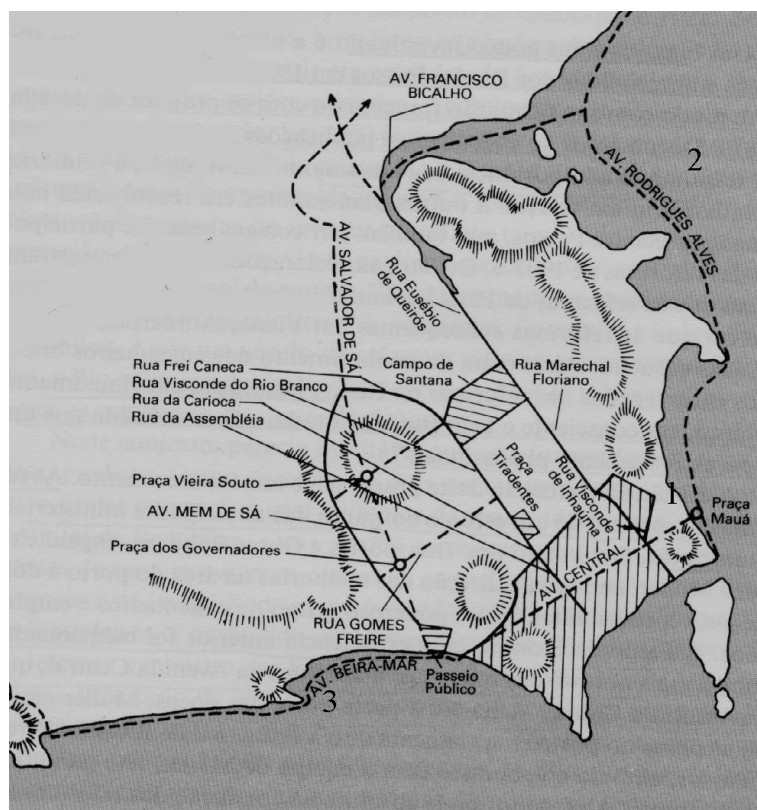 AV. FRANCISCO
BICALHO
2
AV. RODRIGUES ALVES
AV. SALVADOR DE SÁ
Rua Eusébio
de Queirós
Rua Frei Caneca
Rua Visconde do Rio Branco
Rua da Carioca
Rua da Assembléia
Campo de
Santana
Rua Marechal
Floriano
Praça
Tiradentes
Rua Visconde
de Inhaúma
Praça Vieira Souto
AV. MEM DE SÁ
Praça dos Governadores
Praça
Mauá
AV. CENTRAL
RUA GOMES
FREIRE
AV. BEIRA-MAR
3
Passeio
Público